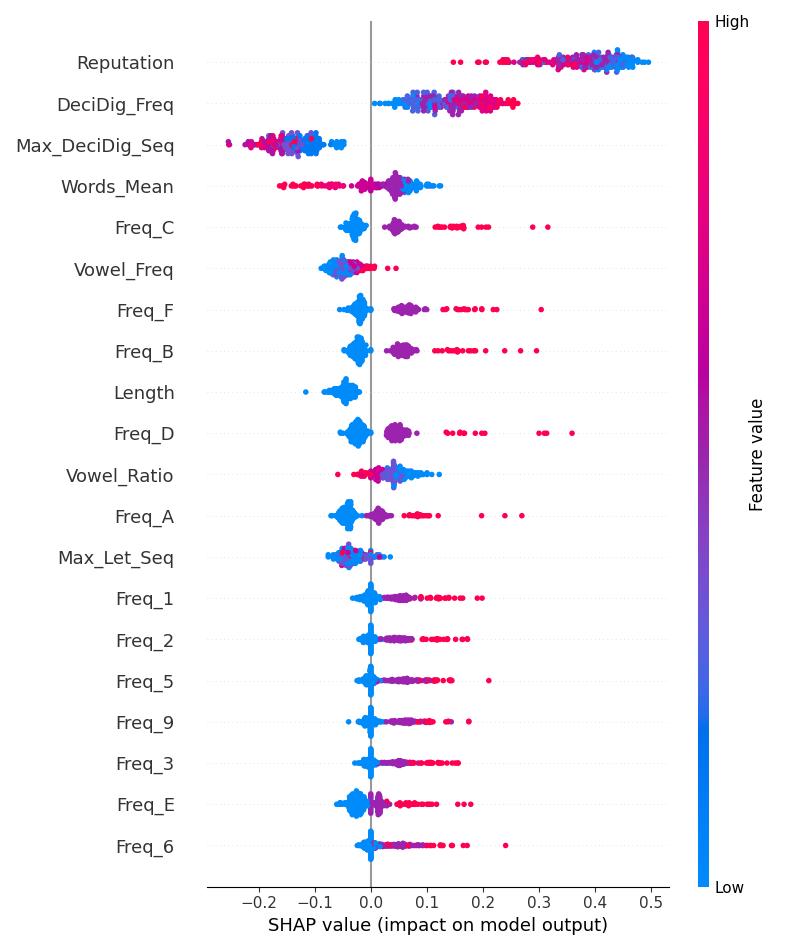 High
Reputation
DeciDig_Freq
Max_DeciDig_Seq
Words_Mean
Freq_C
Vowel_Freq
Freq_F
Freq_B
Length
Freq_D
Vowel_Ratio
Freq_A
Max_Let_Seq
Freq_1
Freq_2
Freq_5
Freq_9
Freq_3
Freq_E
Freq_6
Feature value
Low
−0.2 −0.1 0.0 0.1 0.2 0.3 0.4 0.5
SHAP value (impact on model output)